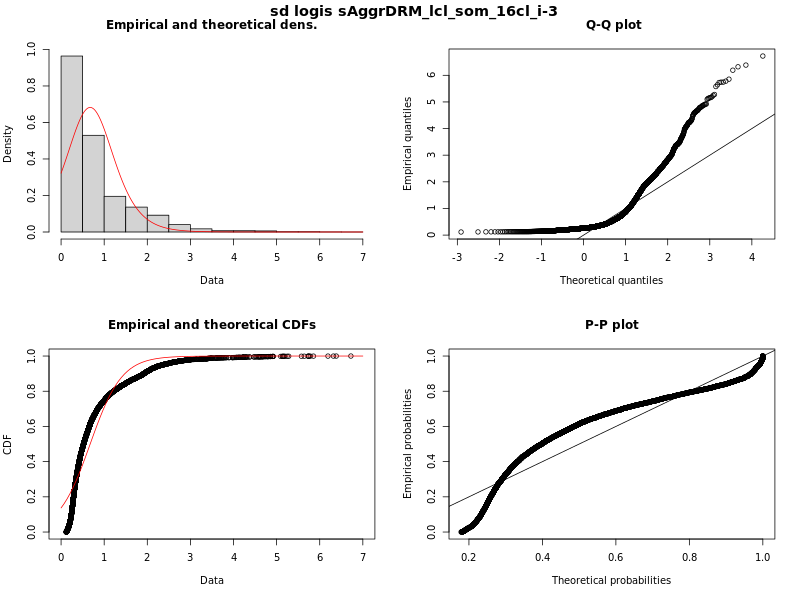 sd logis sAggrDRM_lcl_som_16cl_i-3
Empirical and theoretical dens.
Density
0.0 0.2 0.4 0.6 0.8 1.0
0 1 2 3 4 5 6 7
Data
Q-Q plot
Empirical quantiles
0 1 2 3 4 5 6
-3 -2 -1 0 1 2 3 4
Theoretical quantiles
Empirical and theoretical CDFs
CDF
0.0 0.2 0.4 0.6 0.8 1.0
0 1 2 3 4 5 6 7
Data
P-P plot
Empirical probabilities
0.0 0.2 0.4 0.6 0.8 1.0
0.2 0.4 0.6 0.8 1.0
Theoretical probabilities